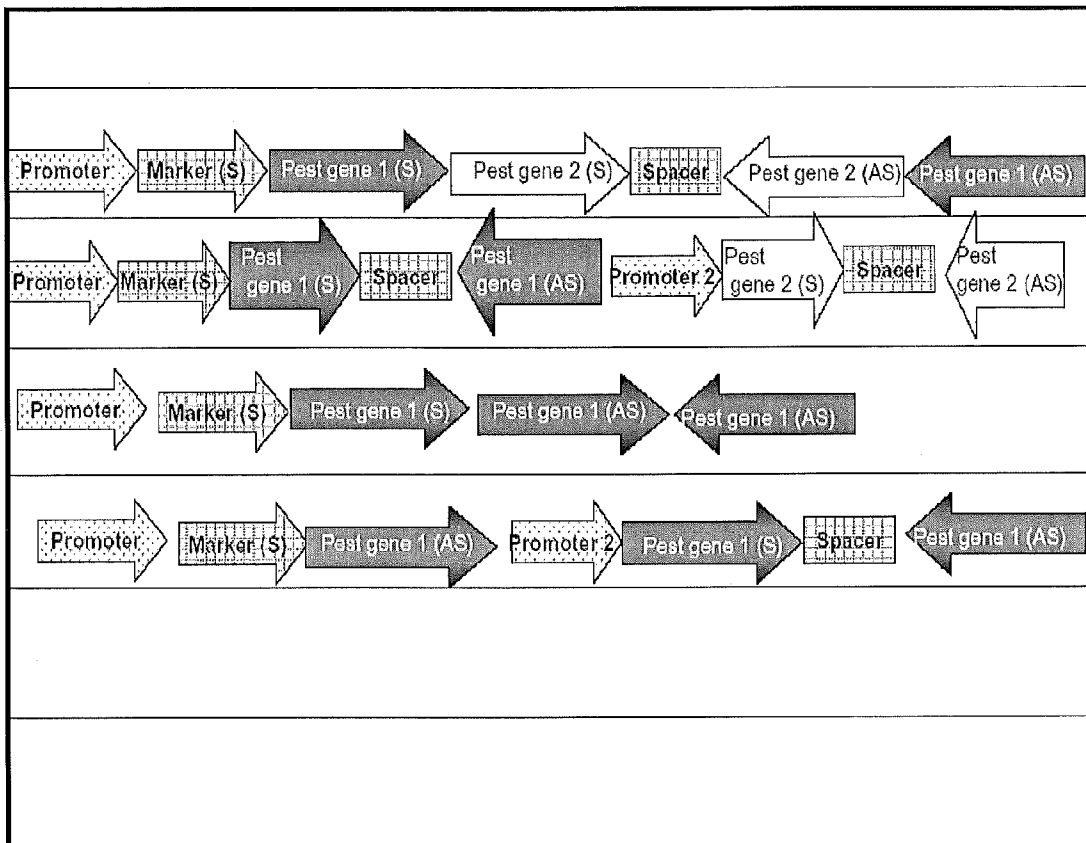 Promoter Marker (S) Pest gene 1 (S) Pest gene 2 (S) Spacer Pest gene 2 (AS) Pest gene 1 (AS)
Promoter Marker (S) Pest gene 1 (S) Spacer Pest gene 1 (AS) Promoter 2 Pest gene 2 (S) Spacer Pest gene 2 (AS)
Promoter Marker (S) Pest gene 1 (S) Pest gene 1 (AS) Pest gene 1 (AS)
Promoter Marker (S) Pest gene 1 (AS) Promoter 2 Pest gene 1 (S) Spacer Pest gene 1 (AS)